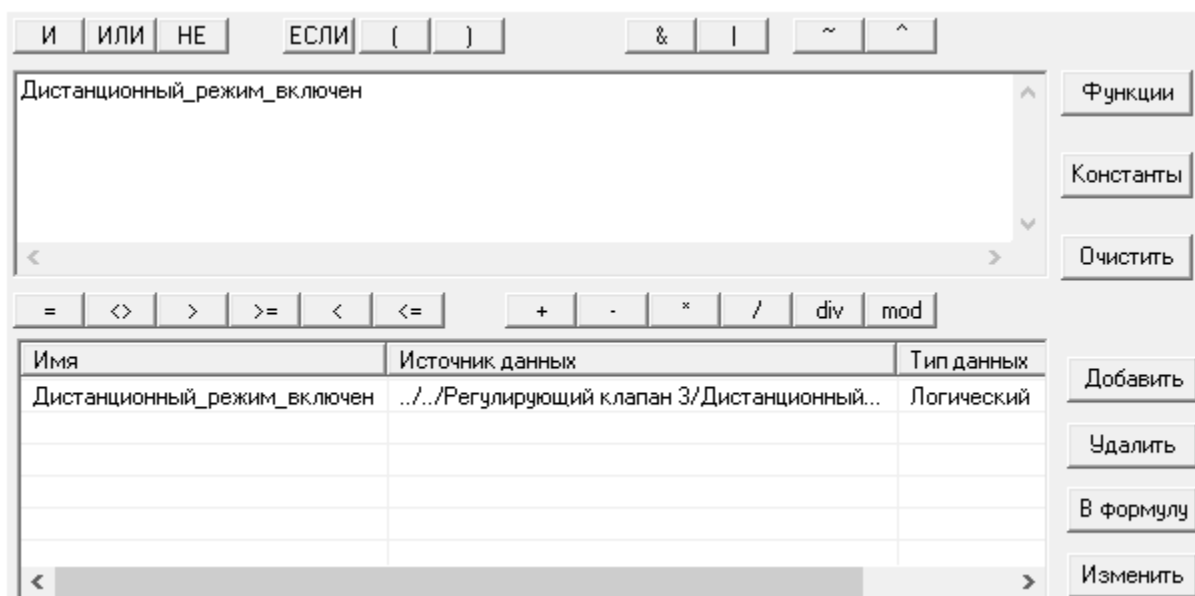 И ИЛИ НЕ ЕСЛИ ( ) & | ~ ^
Дистанционный_режим_включен
Функции
Константы
Очистить
= <> > >= < <= + - * / div mod
Имя Источник данных Тип данных
Дистанционный_режим_включен ../../Регулирующий клапан 3/Дистанционный... Логический
Добавить
Удалить
В формулу
Изменить